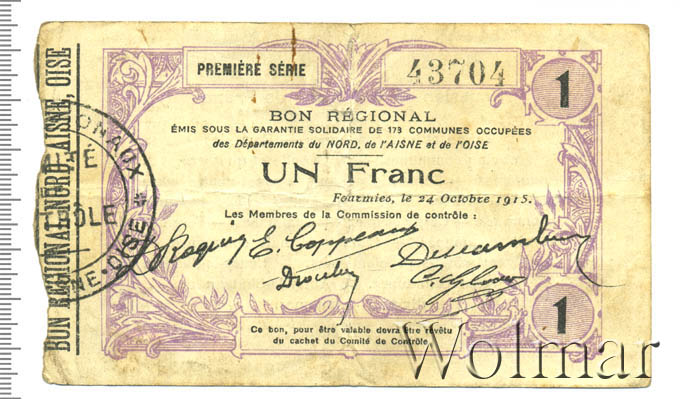 PREMIÈRE SÉRIE
43704
1
BON RÉGIONAL
ÉMIS SOUS LA GARANTIE SOLIDAIRE DE 173 COMMUNES OCCUPÉES
des Départements du NORD, de l'AISNE et de l'OISE
UN Franc
Fourmies, le 24 Octobre 1915.
Les Membres de la Commission de contrôle :
E. Coppeaux
1
Ce bon, pour être valable devra être revêtu
du cachet du Comité de Contrôle.
BON RÉGIONAL NORD, AISNE, OISE
Wolmar